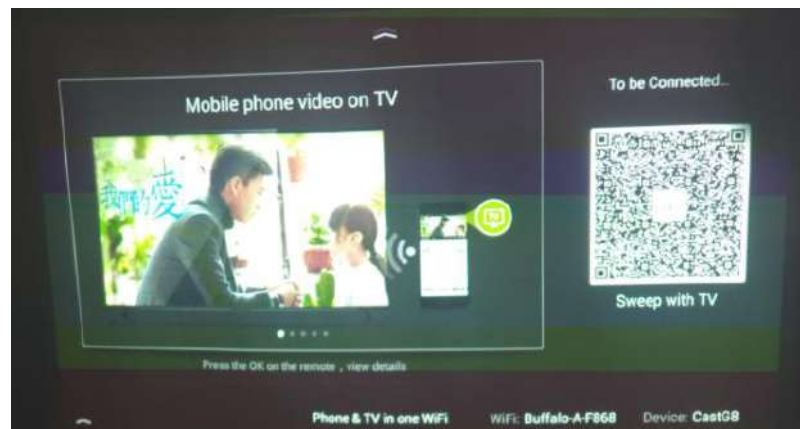 Mobile phone video on TV
To be Connected...
我們的愛
Sweep with TV
Press the OK on the remote , view details
Phone & TV in one WiFi
WiFi: Buffalo-A-F868
Device: CastG8